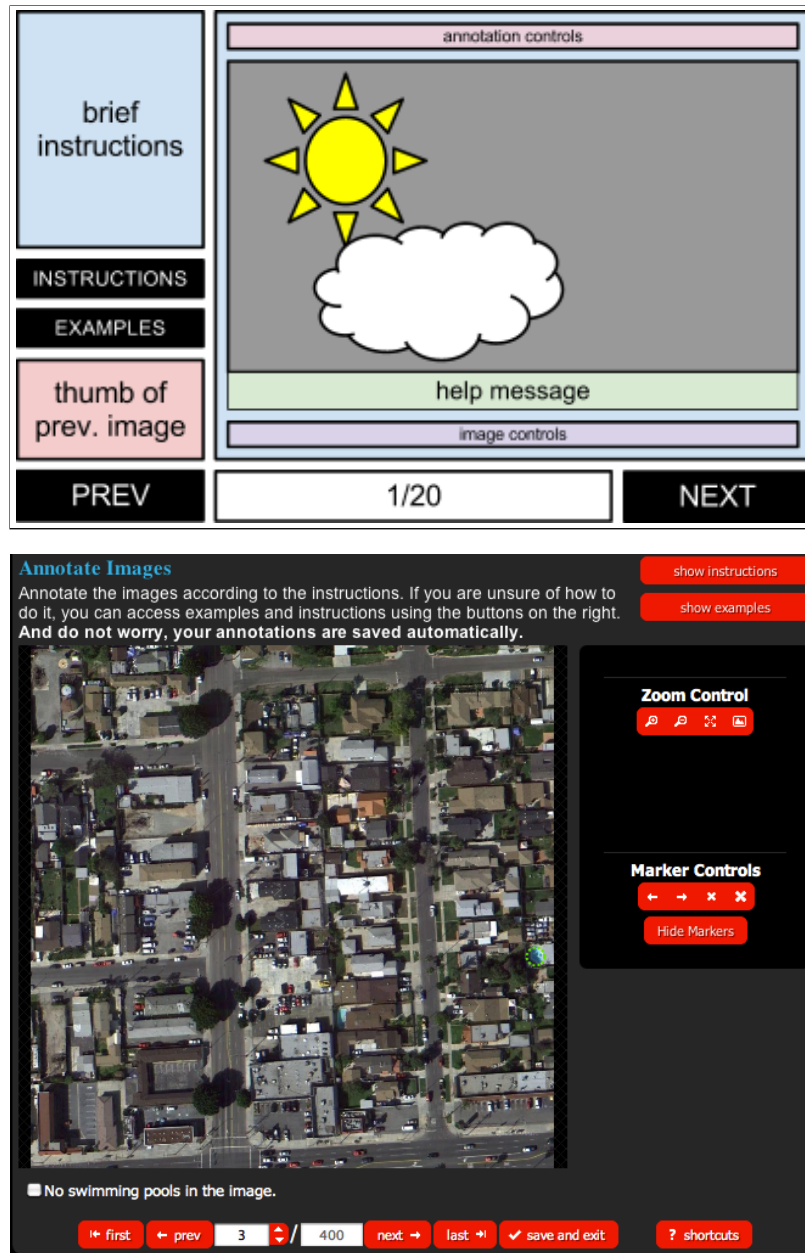 annotation controls
brief
instructions
INSTRUCTIONS
EXAMPLES
thumb of
prev. image
help message
image controls
PREV
1/20
NEXT
Annotate Images
Annotate the images according to the instructions. If you are unsure of how to
do it, you can access examples and instructions using the buttons on the right.
And do not worry, your annotations are saved automatically.
show instructions
show examples
Zoom Control
Marker Controls
Hide Markers
No swimming pools in the image.
first
prev
3
/
400
next
last
save and exit
? shortcuts